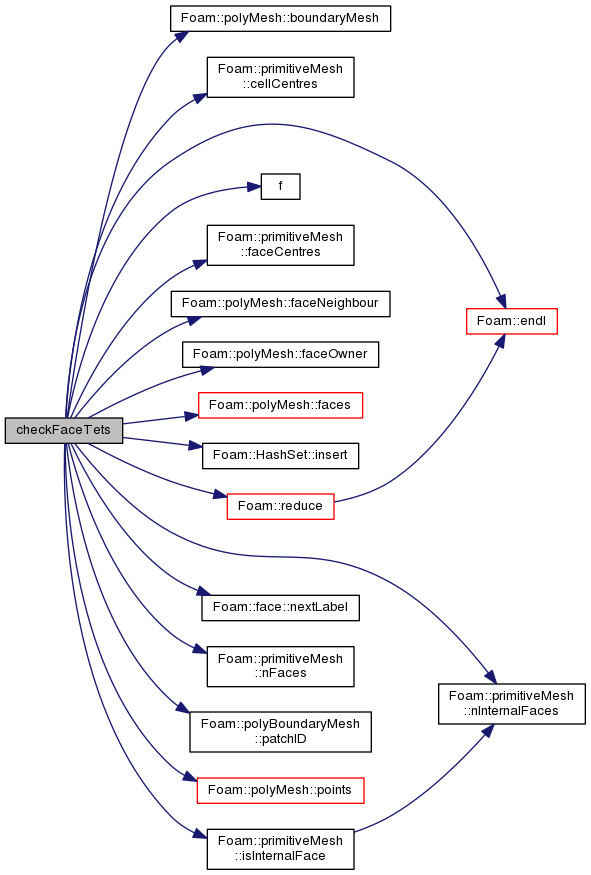 Foam::polyMesh::boundaryMesh
Foam::primitiveMesh
::cellCentres
f
Foam::primitiveMesh
::faceCentres
Foam::polyMesh::faceNeighbour
Foam::endl
Foam::polyMesh::faceOwner
Foam::polyMesh::faces
checkFaceTets
Foam::HashSet::insert
Foam::reduce
Foam::face::nextLabel
Foam::primitiveMesh
::nFaces
Foam::primitiveMesh
::nInternalFaces
Foam::polyBoundaryMesh
::patchID
Foam::polyMesh::points
Foam::primitiveMesh
::isInternalFace